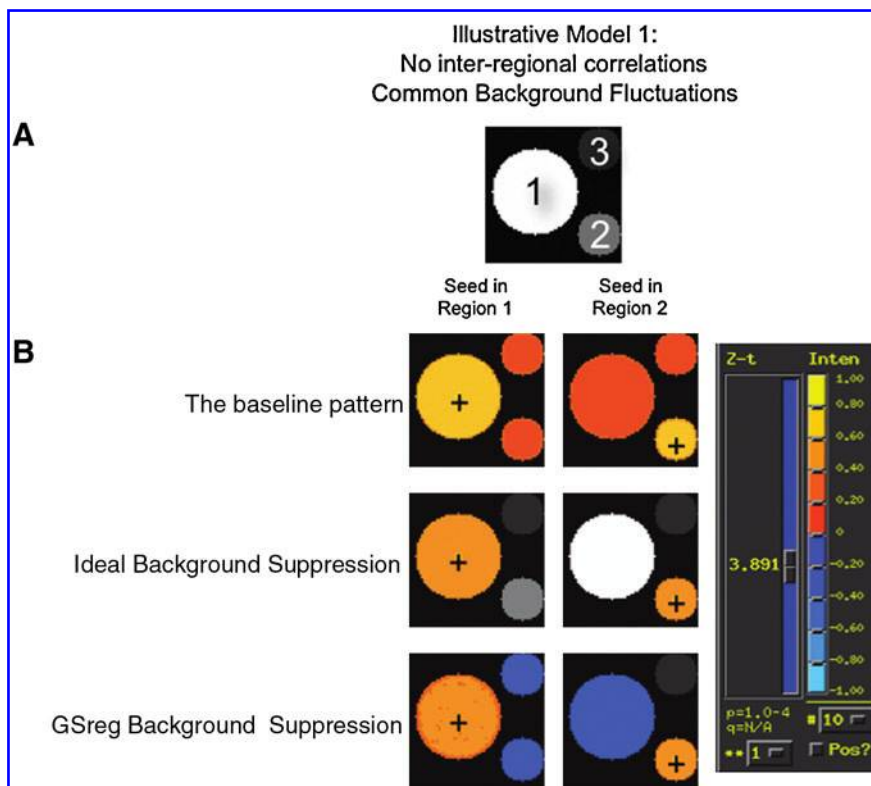 Illustrative Model 1:
No inter-regional correlations
Common Background Fluctuations
A
3
1
2
Seed in
Region 1
Seed in
Region 2
B
The baseline pattern
Ideal Background Suppression
GSreg Background Suppression
Z-t
Inten
1.00
0.80
0.60
0.40
0.20
0
-0.20
-0.40
-0.60
-0.80
-1.00
3.891
p=1.0-4
q=N/A
# 10
** 1
Pos?